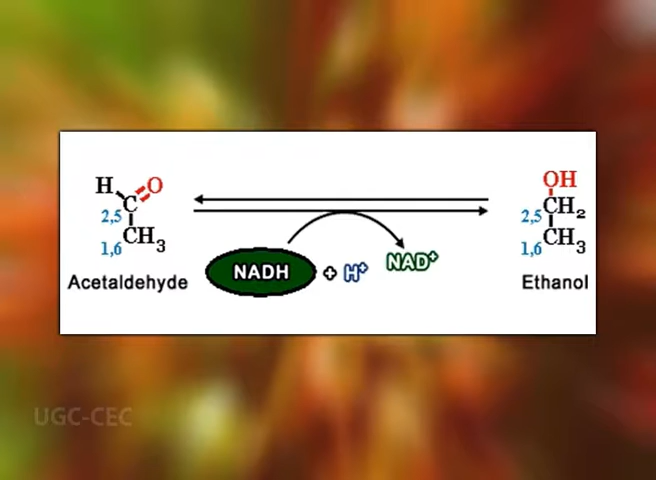 H
O
C
2,5
CH₃
1,6
Acetaldehyde
NADH + H⁺
NAD⁺
OH
CH₂
2,5
CH₃
1,6
Ethanol
UGC-CEC